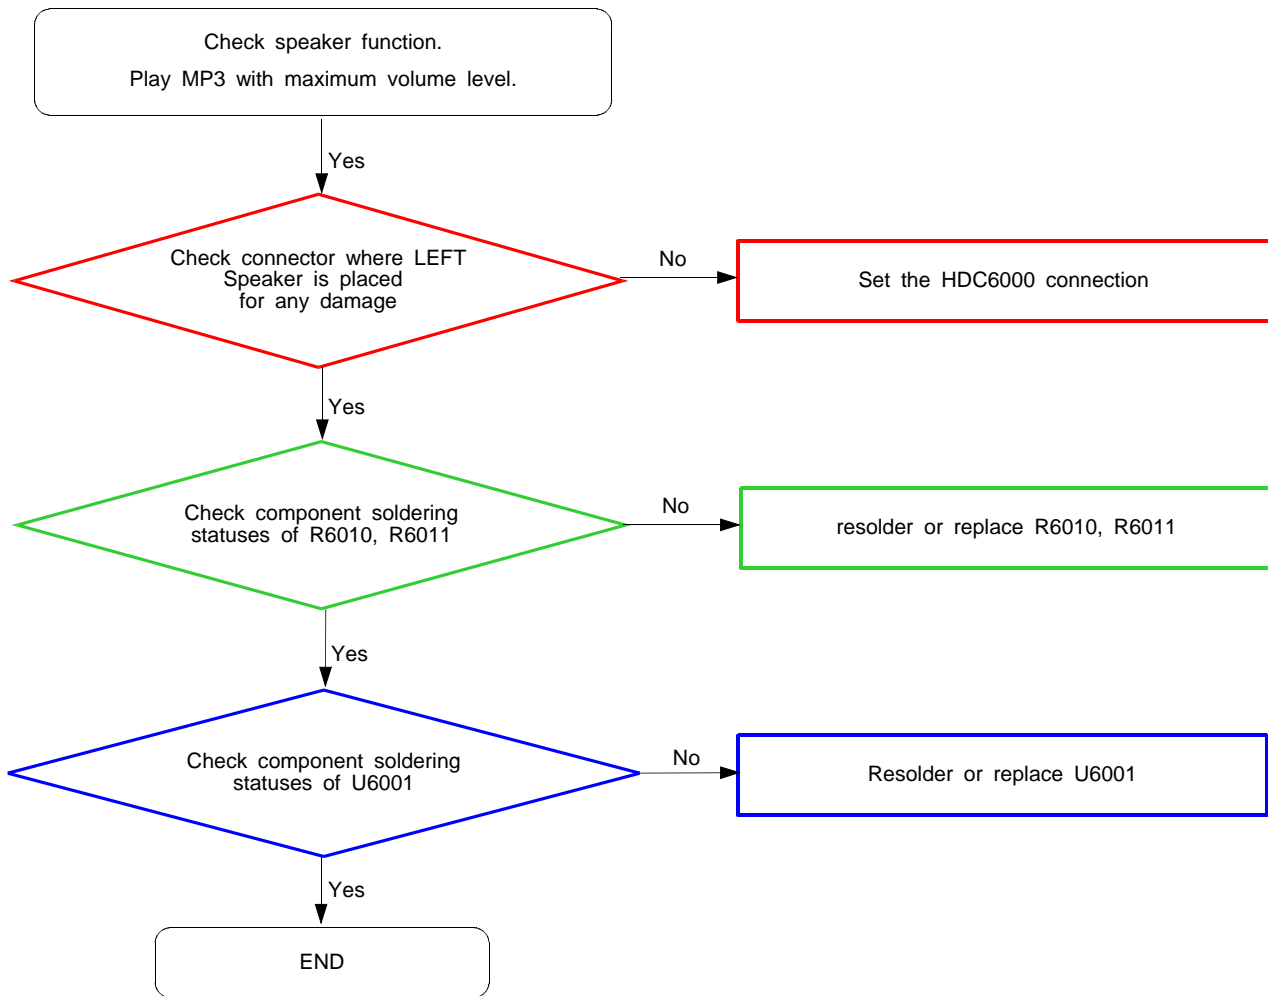 Check speaker function.
Play MP3 with maximum volume level.
Yes
Check connector where LEFT
Speaker is placed
for any damage
No
Set the HDC6000 connection
Yes
Check component soldering
statuses of R6010, R6011
No
resolder or replace R6010, R6011
Yes
Check component soldering
statuses of U6001
No
Resolder or replace U6001
Yes
END